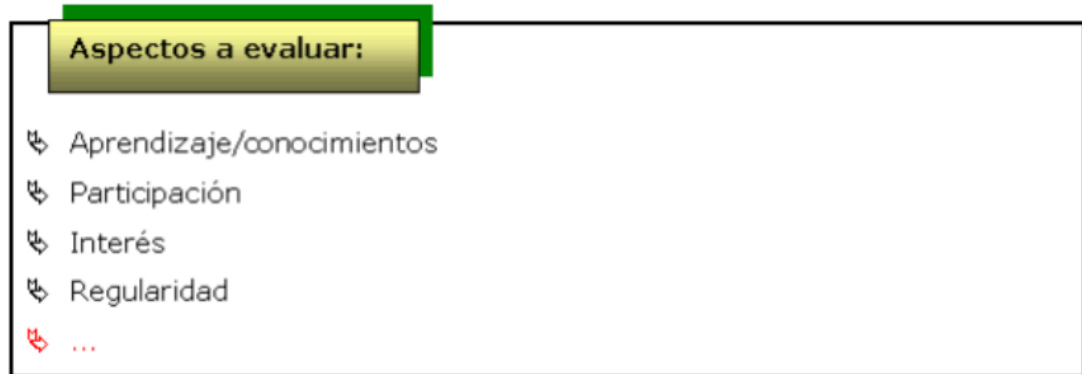 Aspectos a evaluar:
Aprendizaje/conocimientos
Participación
Interés
Regularidad
...